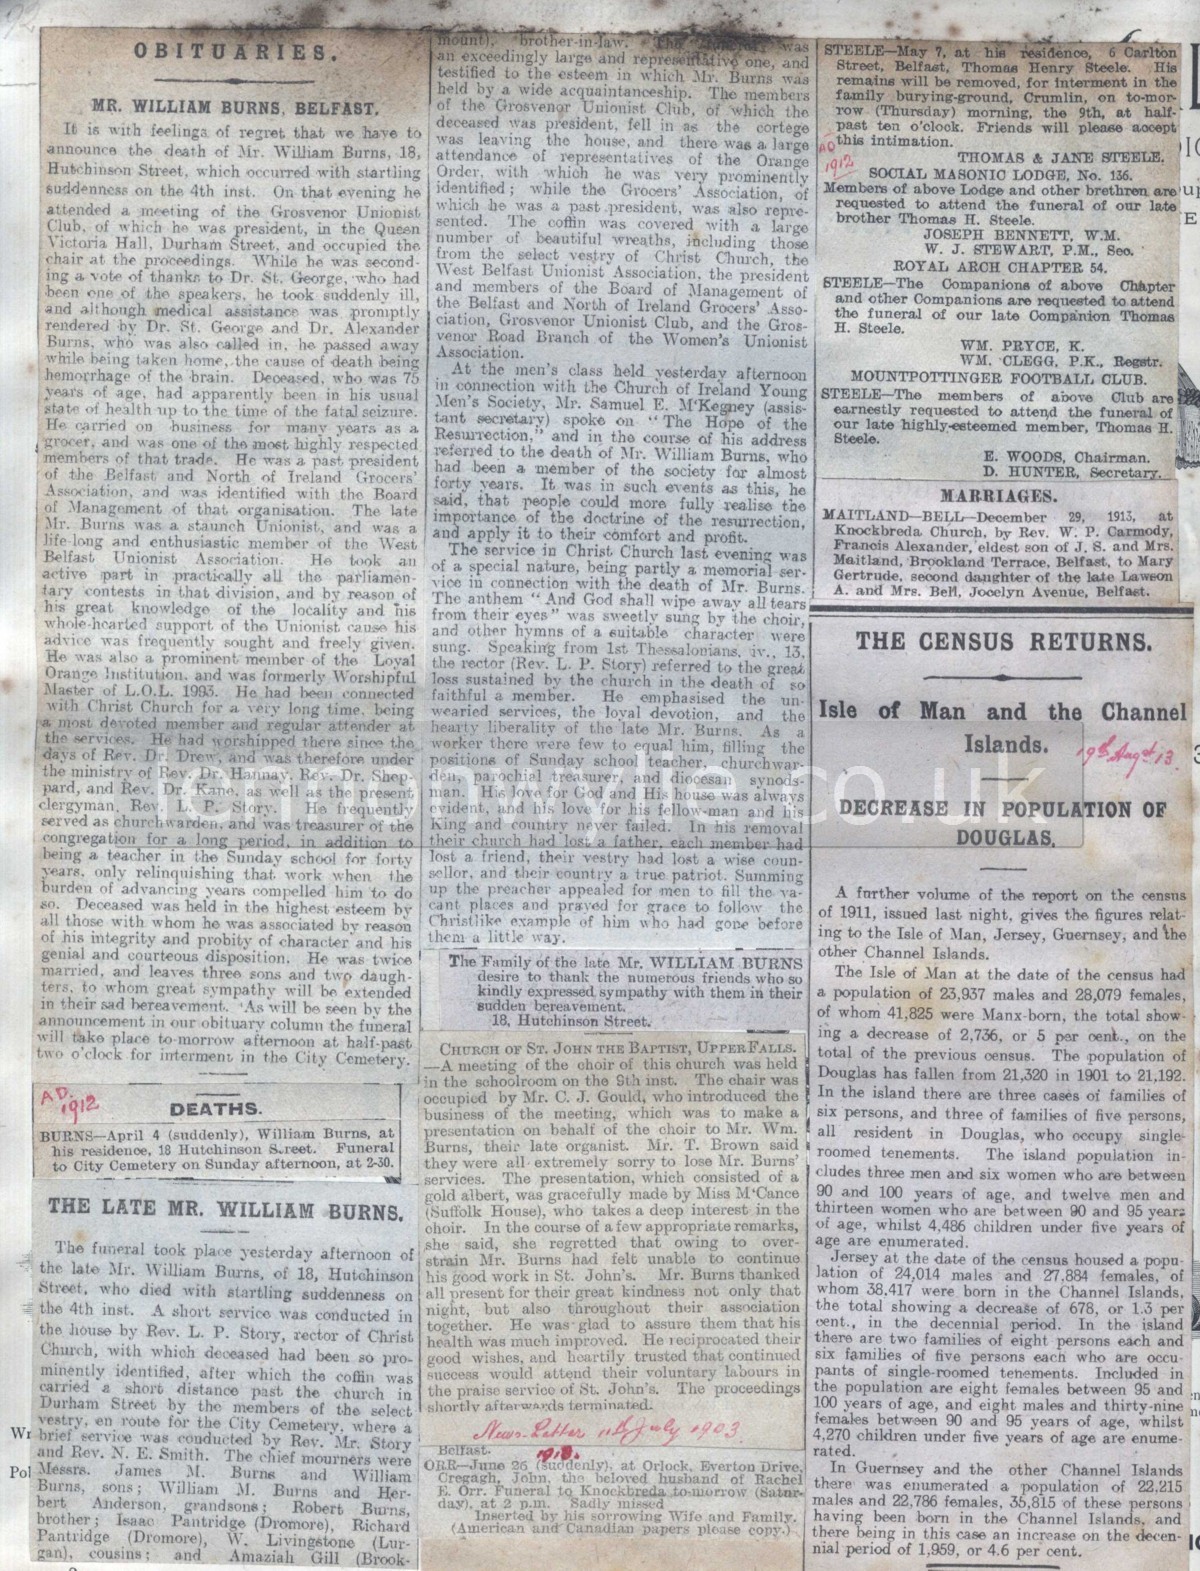 OBITUARIES.
MR. WILLIAM BURNS, BELFAST.
It is with feelings of regret that we have to
announce the death of Mr. William Burns, 18,
Hutchinson Street, which occurred with startling
suddenness on the 4th inst. On that evening he
attended a meeting of the Grosvenor Unionist
Club, of which he was president, in the Queen
Victoria Hall, Durham Street, and occupied the
chair at the proceedings. While he was second-
ing a vote of thanks to Dr. St. George, who had
been one of the speakers, he took suddenly ill,
and although medical assistance was promptly
rendered by Dr. St. George and Dr. Alexander
Burns, who was also called in, he passed away
while being taken home, the cause of death being
hemorrhage of the brain. Deceased, who was 75
years of age, had apparently been in his usual
state of health up to the time of the fatal seizure.
He carried on business for many years as a
grocer, and was one of the most highly respected
members of that trade. He was a past president
of the Belfast and North of Ireland Grocers'
Association, and was identified with the Board
of Management of that organisation. The late
Mr. Burns was a staunch Unionist, and was a
life-long and enthusiastic member of the West
Belfast Unionist Association. He took an
active part in practically all the parliamen-
tary contests in that division, and by reason of
his great knowledge of the locality and his
whole-hearted support of the Unionist cause his
advice was frequently sought and freely given.
He was also a prominent member of the Loyal
Orange Institution, and was formerly Worshipful
Master of L.O.L. 1993. He had been connected
with Christ Church for a very long time, being
a most devoted member and regular attender at
the services. He had worshipped there since the
days of Rev. Dr. Drew, and was therefore under
the ministry of Rev. Dr. Hannay, Rev. Dr. Shep-
pard, and Rev. Dr. Kane, as well as the present
clergyman, Rev. L. P. Story. He frequently
served as churchwarden, and was treasurer of the
congregation for a long period, in addition to
being a teacher in the Sunday school for forty
years, only relinquishing that work when the
burden of advancing years compelled him to do
so. Deceased was held in the highest esteem by
all those with whom he was associated by reason
of his integrity and probity of character and his
genial and courteous disposition. He was twice
married, and leaves three sons and two daugh-
ters, to whom great sympathy will be extended
in their sad bereavement. As will be seen by the
announcement in our obituary column the funeral
will take place to-morrow afternoon at half-past
two o'clock for interment in the City Cemetery.
A.D. 1912
DEATHS.
BURNS—April 4 (suddenly), William Burns, at
his residence, 18 Hutchinson Street. Funeral
to City Cemetery on Sunday afternoon, at 2-30.
THE LATE MR. WILLIAM BURNS.
The funeral took place yesterday afternoon of
the late Mr. William Burns, of 18, Hutchinson
Street, who died with startling suddenness on
the 4th inst. A short service was conducted in
the house by Rev. L. P. Story, rector of Christ
Church, with which deceased had been so pro-
minently identified, after which the coffin was
carried a short distance past the church in
Durham Street by the members of the select
vestry, en route for the City Cemetery, where a
brief service was conducted by Rev. Mr. Story
and Rev. N. E. Smith. The chief mourners were
Messrs. James M. Burns and William
Burns, sons; William M. Burns and Her-
bert Anderson, grandsons; Robert Burns,
brother; Isaac Pantridge (Dromore), Richard
Pantridge (Dromore), W. Livingstone (Lur-
gan), cousins; and Amaziah Gill (Brook-
mount), brother-in-law. The funeral was
an exceedingly large and representative one, and
testified to the esteem in which Mr. Burns was
held by a wide acquaintanceship. The members
of the Grosvenor Unionist Club, of which the
deceased was president, fell in as the cortege
was leaving the house, and there was a large
attendance of representatives of the Orange
Order, with which he was very prominently
identified; while the Grocers' Association, of
which he was a past president, was also repre-
sented. The coffin was covered with a large
number of beautiful wreaths, including those
from the select vestry of Christ Church, the
West Belfast Unionist Association, the president
and members of the Board of Management of
the Belfast and North of Ireland Grocers' Asso-
ciation, Grosvenor Unionist Club, and the Gros-
venor Road Branch of the Women's Unionist
Association.
At the men's class held yesterday afternoon
in connection with the Church of Ireland Young
Men's Society, Mr. Samuel E. M'Kegney (assis-
tant secretary) spoke on "The Hope of the
Resurrection," and in the course of his address
referred to the death of Mr. William Burns, who
had been a member of the society for almost
forty years. It was in such events as this, he
said, that people could more fully realise the
importance of the doctrine of the resurrection,
and apply it to their comfort and profit.
The service in Christ Church last evening was
of a special nature, being partly a memorial ser-
vice in connection with the death of Mr. Burns.
The anthem "And God shall wipe away all tears
from their eyes" was sweetly sung by the choir,
and other hymns of a suitable character were
sung. Speaking from 1st Thessalonians, iv., 13,
the rector (Rev. L. P. Story) referred to the great
loss sustained by the church in the death of so
faithful a member. He emphasised the un-
wearied services, the loyal devotion, and the
hearty liberality of the late Mr. Burns. As a
worker there were few to equal him, filling the
positions of Sunday school teacher, churchwar-
den, parochial treasurer, and diocesan synods-
man. His love for God and His house was always
evident, and his love for his fellow-man and his
King and country never failed. In his removal
their church had lost a father, each member had
lost a friend, their vestry had lost a wise coun-
sellor, and their country a true patriot. Summing
up the preacher appealed for men to fill the va-
cant places and prayed for grace to follow the
Christlike example of him who had gone before
them a little way.
The Family of the late Mr. WILLIAM BURNS
desire to thank the numerous friends who so
kindly expressed sympathy with them in their
sudden bereavement.
18, Hutchinson Street.
CHURCH OF ST. JOHN THE BAPTIST, UPPER FALLS.
—A meeting of the choir of this church was held
in the schoolroom on the 9th inst. The chair was
occupied by Mr. C. J. Gould, who introduced the
business of the meeting, which was to make a
presentation on behalf of the choir to Mr. Wm.
Burns, their late organist. Mr. T. Brown said
they were all extremely sorry to lose Mr. Burns'
services. The presentation, which consisted of a
gold albert, was gracefully made by Miss M'Cance
(Suffolk House), who takes a deep interest in the
choir. In the course of a few appropriate remarks,
she said, she regretted that owing to over-
strain Mr. Burns had felt unable to continue
his good work in St. John's. Mr. Burns thanked
all present for their great kindness not only that
night, but also throughout their association
together. He was glad to assure them that his
health was much improved. He reciprocated their
good wishes, and heartily trusted that continued
success would attend their voluntary labours in
the praise service of St. John's. The proceedings
shortly afterwards terminated.
News-Letter 11th July 1903
Belfast.
1913.
ORR—June 26 (suddenly), at Orlock, Everton Drive,
Cregagh, John, the beloved husband of Rachel
E. Orr. Funeral to Knockbreda to-morrow (Satur-
day), at 2 p.m. Sadly missed
Inserted by his sorrowing Wife and Family.
(American and Canadian papers please copy.)
STEELE—May 7, at his residence, 6 Carlton
Street, Belfast, Thomas Henry Steele. His
remains will be removed, for interment in the
family burying-ground, Crumlin, on to-mor-
row (Thursday) morning, the 9th, at half-
past ten o'clock. Friends will please accept
this intimation.
AD 1912
THOMAS & JANE STEELE.
SOCIAL MASONIC LODGE, No. 136.
Members of above Lodge and other brethren are
requested to attend the funeral of our late
brother Thomas H. Steele.
JOSEPH BENNETT, W.M.
W. J. STEWART, P.M., Sec.
ROYAL ARCH CHAPTER 54.
STEELE—The Companions of above Chapter
and other Companions are requested to attend
the funeral of our late Companion Thomas
H. Steele.
WM. PRYCE, K.
WM. CLEGG, P.K., Regstr.
MOUNTPOTTINGER FOOTBALL CLUB.
STEELE—The members of above Club are
earnestly requested to attend the funeral of
our late highly-esteemed member, Thomas H.
Steele.
E. WOODS, Chairman.
D. HUNTER, Secretary.
MARRIAGES.
MAITLAND—BELL—December 29, 1913, at
Knockbreda Church, by Rev. W. P. Carmody,
Francis Alexander, eldest son of J. S. and Mrs.
Maitland, Brookland Terrace, Belfast, to Mary
Gertrude, second daughter of the late Lawson
A. and Mrs. Bell, Jocelyn Avenue, Belfast.
THE CENSUS RETURNS.
Isle of Man and the Channel
Islands.
19th Augst 13.
DECREASE IN POPULATION OF
DOUGLAS.
A further volume of the report on the census
of 1911, issued last night, gives the figures relat-
ing to the Isle of Man, Jersey, Guernsey, and the
other Channel Islands.
The Isle of Man at the date of the census had
a population of 23,937 males and 28,079 females,
of whom 41,825 were Manx-born, the total show-
ing a decrease of 2,736, or 5 per cent., on the
total of the previous census. The population of
Douglas has fallen from 21,320 in 1901 to 21,192.
In the island there are three cases of families of
six persons, and three of families of five persons,
all resident in Douglas, who occupy single-
roomed tenements. The island population in-
cludes three men and six women who are between
90 and 100 years of age, and twelve men and
thirteen women who are between 90 and 95 years
of age, whilst 4,486 children under five years of
age are enumerated.
Jersey at the date of the census housed a popu-
lation of 24,014 males and 27,884 females, of
whom 38,417 were born in the Channel Islands,
the total showing a decrease of 678, or 1.3 per
cent., in the decennial period. In the island
there are two families of eight persons each and
six families of five persons each who are occu-
pants of single-roomed tenements. Included in
the population are eight females between 95 and
100 years of age, and eight males and thirty-nine
females between 90 and 95 years of age, whilst
4,270 children under five years of age are enume-
rated.
In Guernsey and the other Channel Islands
there was enumerated a population of 22,215
males and 22,786 females, 35,815 of these persons
having been born in the Channel Islands, and
there being in this case an increase on the decen-
nial period of 1,959, or 4.6 per cent.